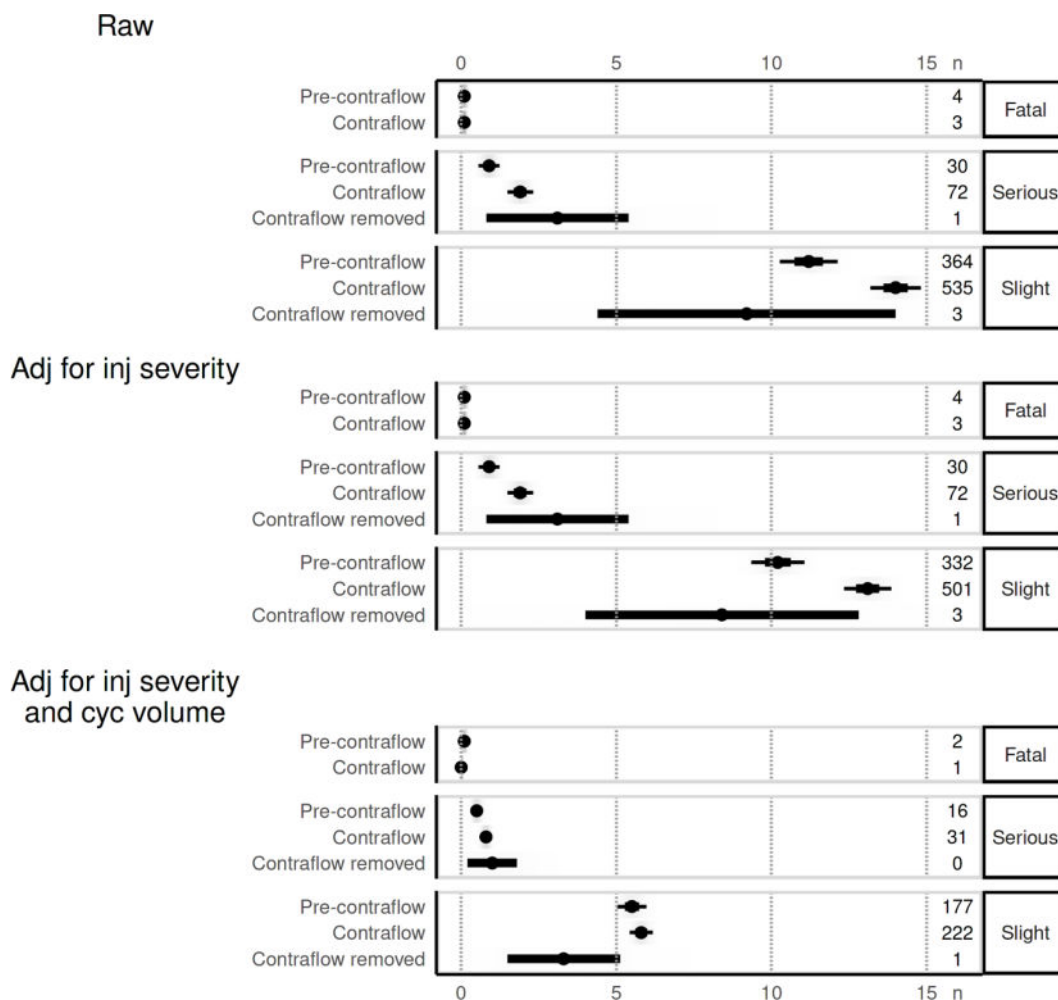 Raw
0 5 10 15 n
Pre-contraflow 4
Fatal
Contraflow 3
Pre-contraflow 30
Contraflow 72 Serious
Contraflow removed 1
Pre-contraflow 364
Contraflow 535 Slight
Contraflow removed 3
Adj for inj severity
Pre-contraflow 4
Fatal
Contraflow 3
Pre-contraflow 30
Contraflow 72 Serious
Contraflow removed 1
Pre-contraflow 332
Contraflow 501 Slight
Contraflow removed 3
Adj for inj severity
and cyc volume
Pre-contraflow 2
Fatal
Contraflow 1
Pre-contraflow 16
Contraflow 31 Serious
Contraflow removed 0
Pre-contraflow 177
Contraflow 222 Slight
Contraflow removed 1
0 5 10 15 n